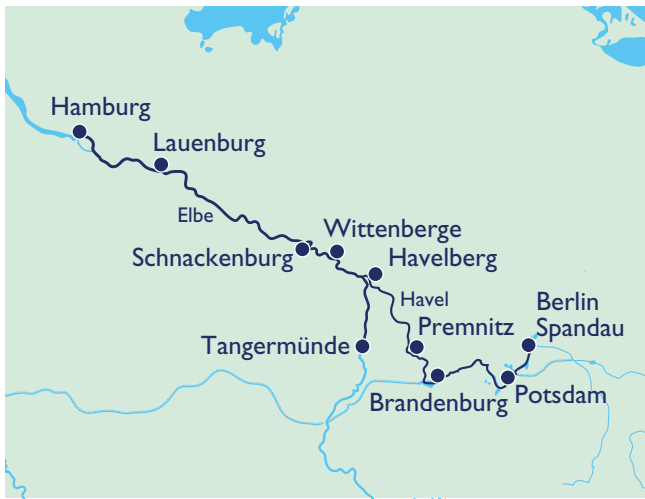 Hamburg
Lauenburg
Elbe
Wittenberge
Schnackenburg
Havelberg
Havel
Berlin
Spandau
Premnitz
Tangermünde
Brandenburg
Potsdam